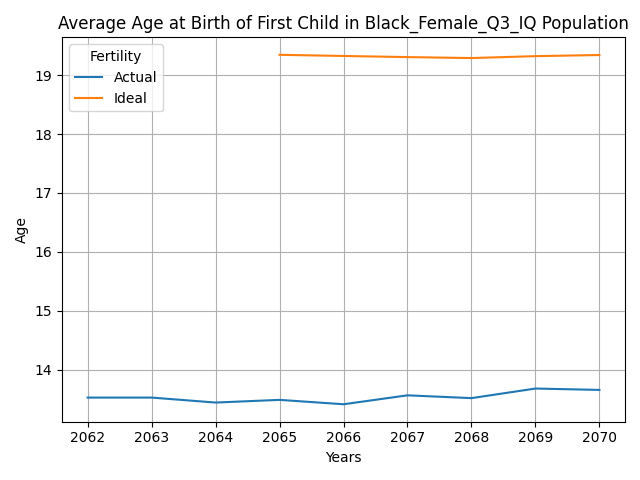 Average Age at Birth of First Child in Black_Female_Q3_IQ Population
Fertility
Actual
Ideal
19
18
17
16
15
14
Age
2062 2063 2064 2065 2066 2067 2068 2069 2070
Years